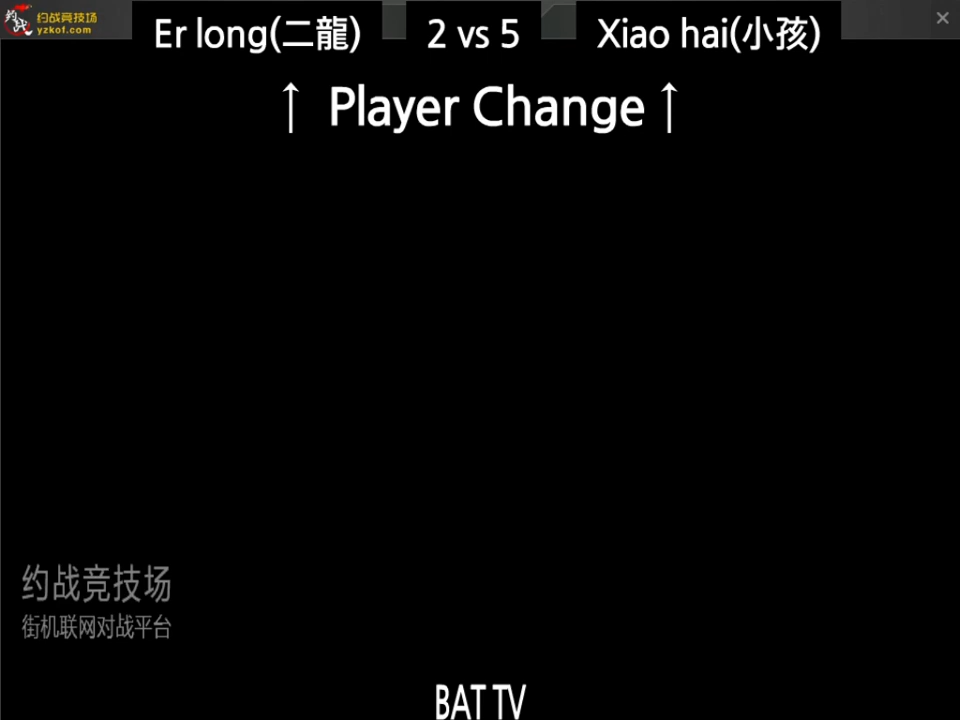 约战竞技场
yzkof.com
Er long(二龍) 2 vs 5 Xiao hai(小孩)
↑ Player Change ↑
约战竞技场
街机联网对战平台
BAT TV